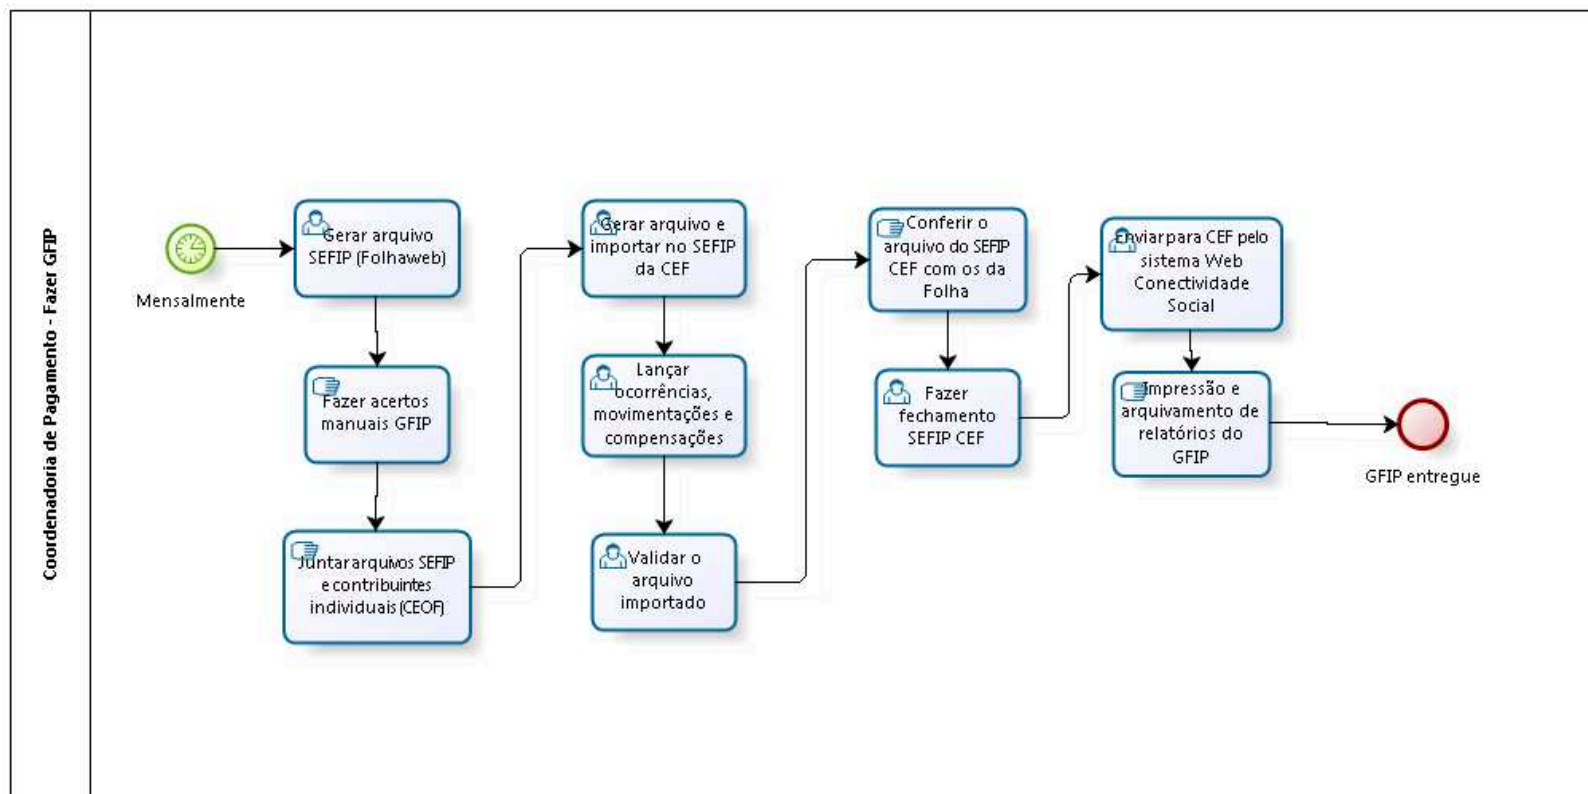 Coordenadoria de Pagamento - Fazer GFIP
Mensalmente
Gerar arquivo
SEFIP (Folhaweb)
Fazer acertos
manuais GFIP
Juntar arquivos SEFIP
e contribuintes
individuais (CEOF)
Gerar arquivo e
importar no SEFIP
da CEF
Lançar
ocorrências,
movimentações e
compensações
Validar o
arquivo
importado
Conferir o
arquivo do SEFIP
CEF com os da
Folha
Fazer
fechamento
SEFIP CEF
Enviar para CEF pelo
sistema Web
Conectividade
Social
Impressão e
arquivamento de
relatórios do
GFIP
GFIP entregue